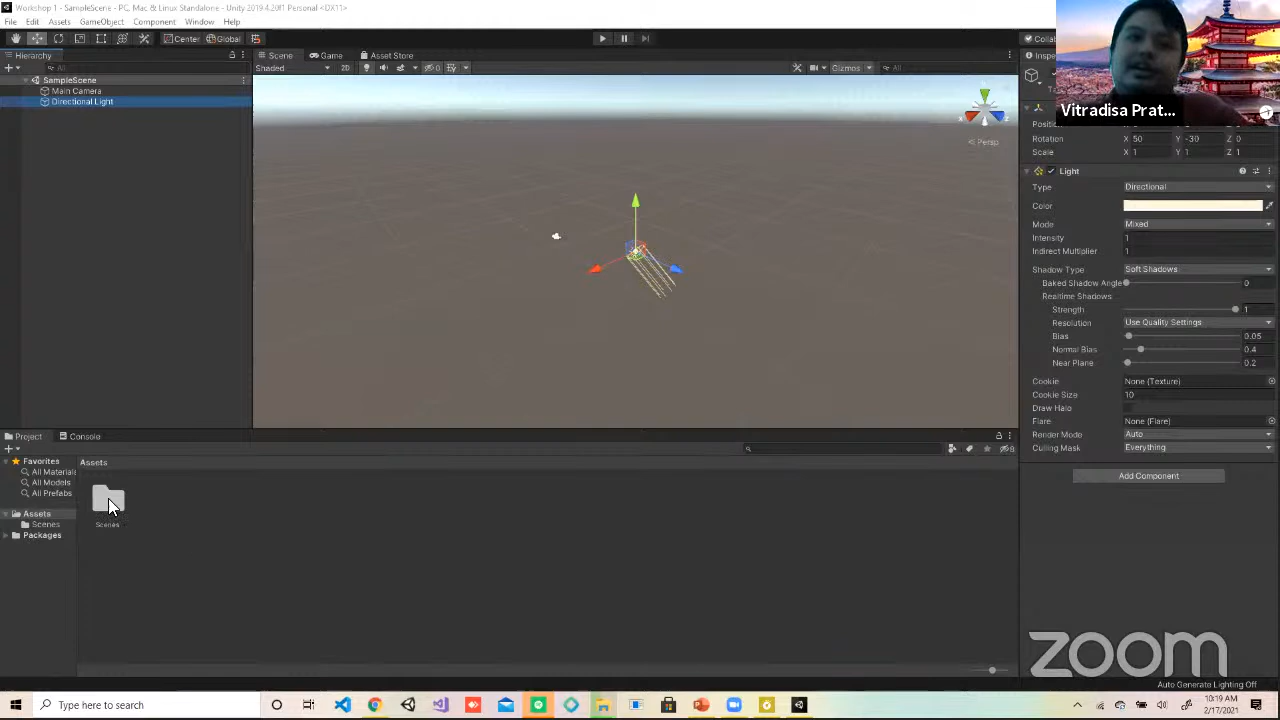 Workshop 1 - SampleScene - PC, Mac & Linux Standalone - Unity 2019.4.20f1 Personal <DX11>
File Edit Assets GameObject Component Window Help
Center Global Collab
Hierarchy Scene Game Asset Store
All Shaded 2D 0 Gizmos All
SampleScene
Main Camera
Directional Light
x z
Persp
Vitradisa Prat...
Position
Rotation X 50 Y -30 Z 0
Scale X 1 Y 1 Z 1
Light
Type Directional
Color
Mode Mixed
Intensity 1
Indirect Multiplier 1
Shadow Type Soft Shadows
Baked Shadow Angle 0
Realtime Shadows:
Strength 1
Resolution Use Quality Settings
Bias 0.05
Normal Bias 0.4
Near Plane 0.2
Cookie None (Texture)
Cookie Size 10
Draw Halo
Flare None (Flare)
Render Mode Auto
Culling Mask Everything
Add Component
Project Console
Favorites
All Materials
All Models
All Prefabs
Assets
Scenes
Packages
Assets
Scenes
zoom
Auto Generate Lighting Off
Type here to search
10:19 AM
2/17/2021